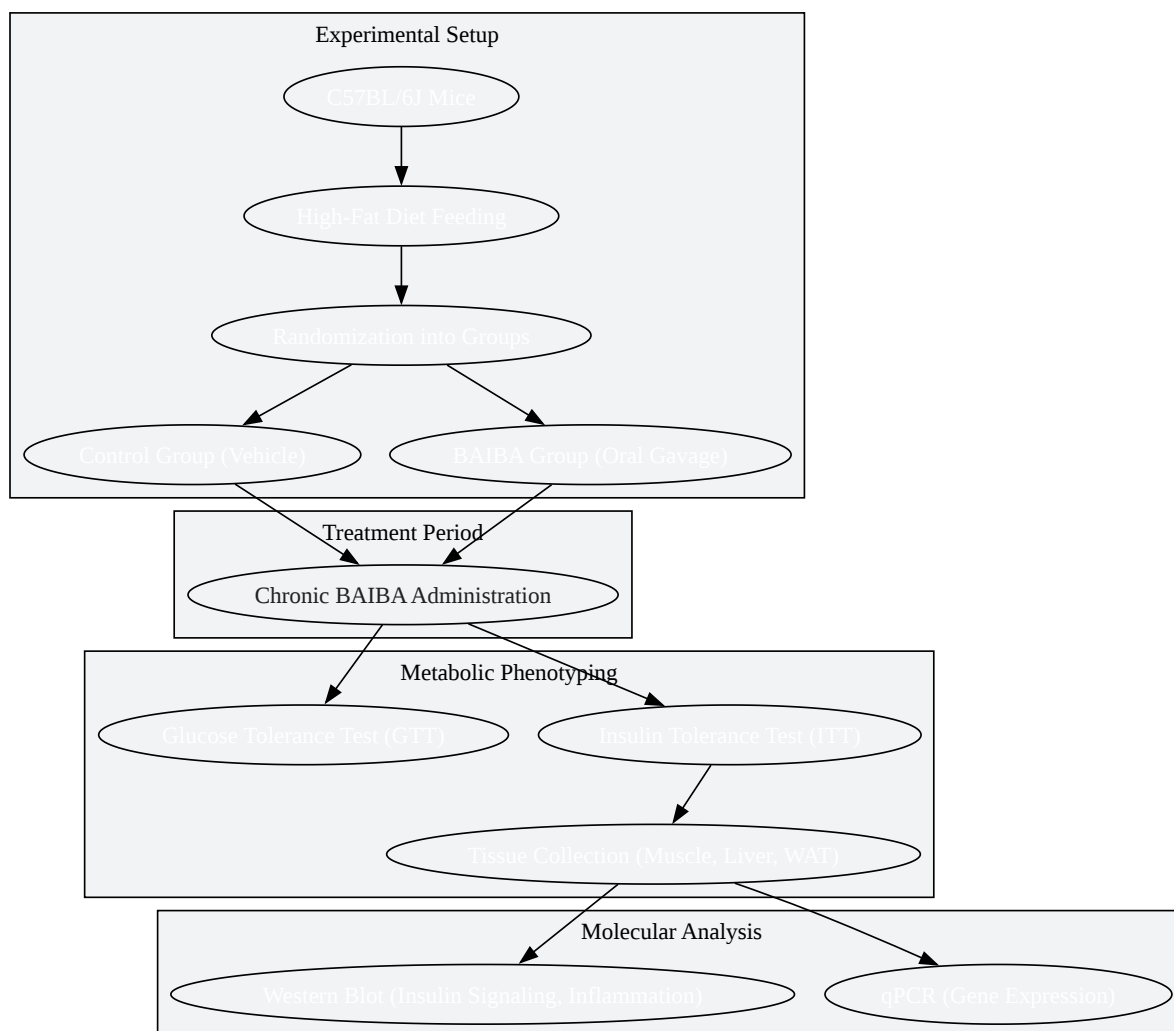 Experimental Setup
C57BL/6J Mice
High-Fat Diet Feeding
Randomization into Groups
Control Group (Vehicle)
BAIBA Group (Oral Gavage)
Treatment Period
Chronic BAIBA Administration
Metabolic Phenotyping
Glucose Tolerance Test (GTT)
Insulin Tolerance Test (ITT)
Tissue Collection (Muscle, Liver, WAT)
Molecular Analysis
Western Blot (Insulin Signaling, Inflammation)
qPCR (Gene Expression)